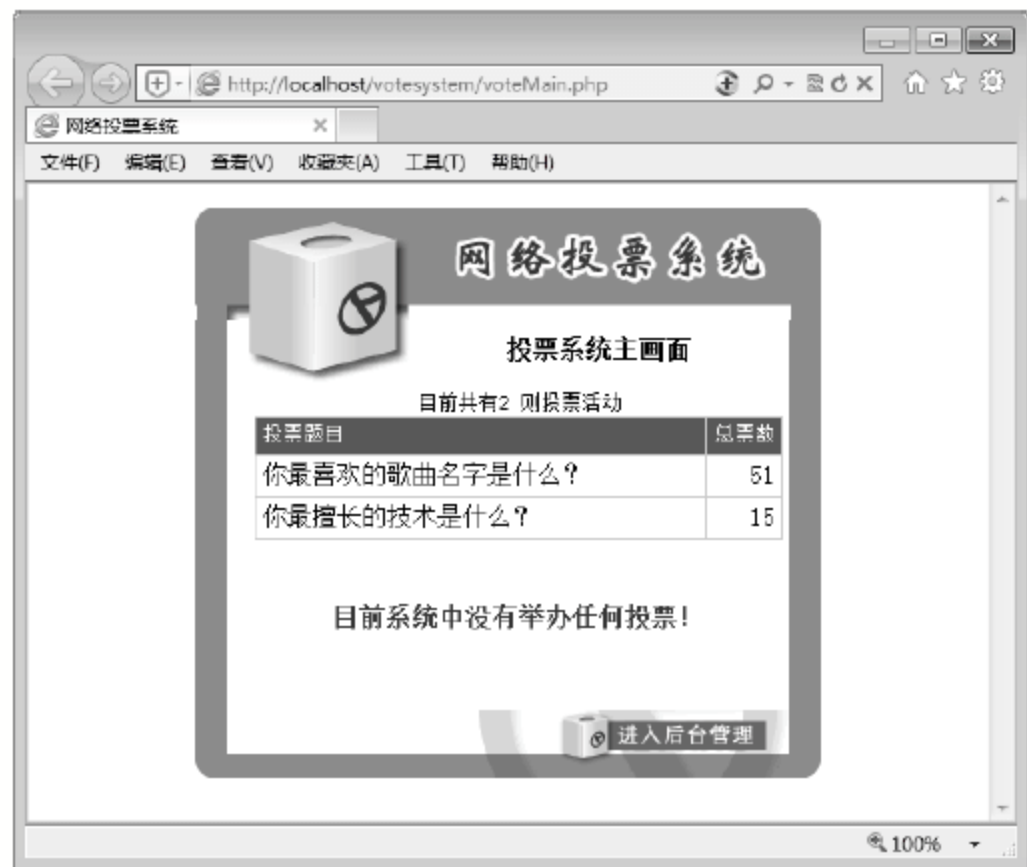 http://localhost/votesystem/voteMain.php
网络投票系统
文件(F) 编辑(E) 查看(V) 收藏夹(A) 工具(T) 帮助(H)
网络投票系统
投票系统主画面
目前共有2 则投票活动
投票题目 总票数
你最喜欢的歌曲名字是什么? 51
你最擅长的技术是什么? 15
目前系统中没有举办任何投票!
进入后台管理
100%